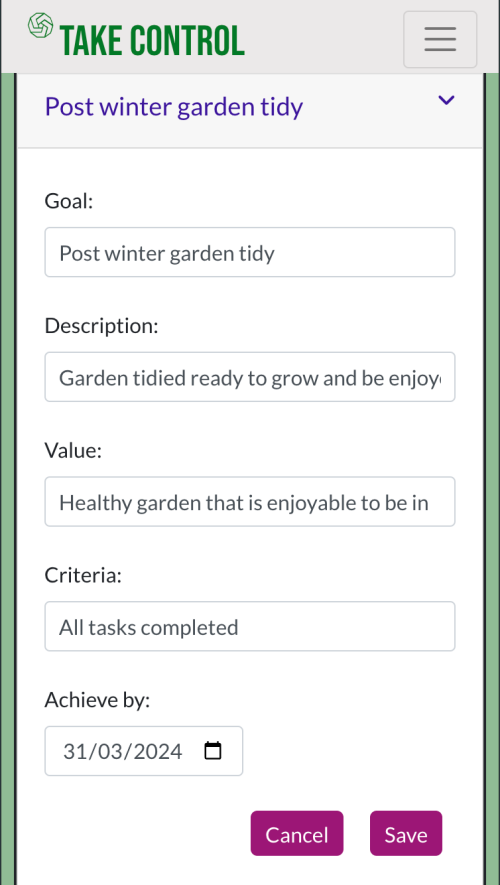 TAKE CONTROL
Post winter garden tidy
Goal:
Post winter garden tidy
Description:
Garden tidied ready to grow and be enjoy
Value:
Healthy garden that is enjoyable to be in
Criteria:
All tasks completed
Achieve by:
31/03/2024
Cancel Save